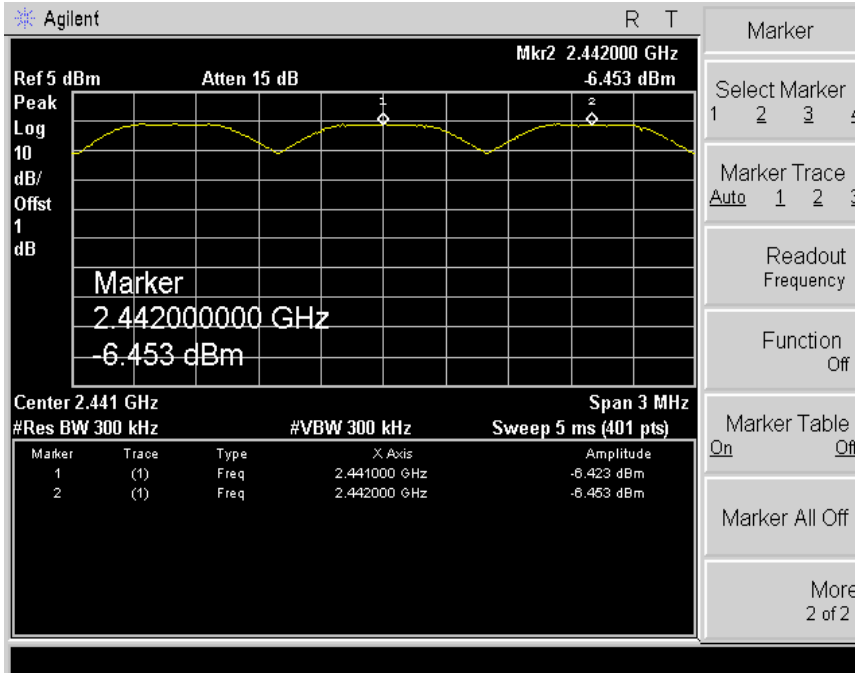 Agilent R T
Mkr2 2.442000 GHz
Ref 5 dBm Atten 15 dB -6.453 dBm
Peak
Log
10
dB/
Offst
1
dB
1 2
Marker
2.442000000 GHz
-6.453 dBm
Center 2.441 GHz Span 3 MHz
#Res BW 300 kHz #VBW 300 kHz Sweep 5 ms (401 pts)
Marker Trace Type X Axis Amplitude
1 (1) Freq 2.441000 GHz -6.423 dBm
2 (1) Freq 2.442000 GHz -6.453 dBm
Marker
Select Marker
1 2 3
Marker Trace
Auto 1 2
Readout
Frequency
Function
Off
Marker Table
On
Marker All Off
More
2 of 2